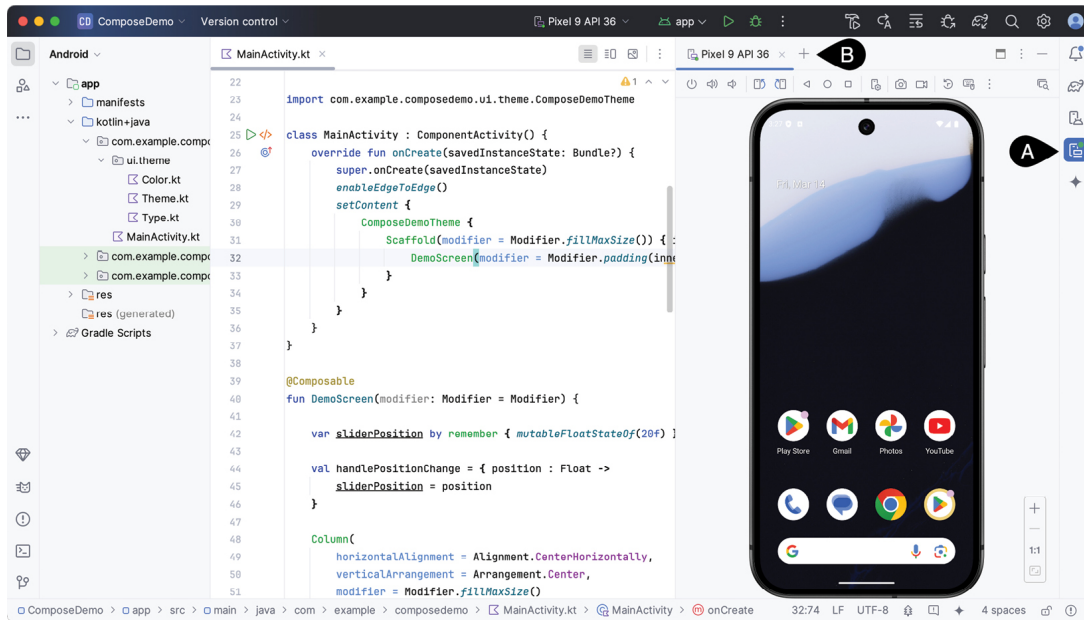 CD ComposeDemo Version control Pixel 9 API 36 app
Android
app
manifests
kotlin+java
com.example.compo
ui.theme
Color.kt
Theme.kt
Type.kt
MainActivity.kt
com.example.compo
com.example.compo
res
res (generated)
Gradle Scripts
MainActivity.kt
1
22
23 import com.example.composedemo.ui.theme.ComposeDemoTheme
24
25 class MainActivity : ComponentActivity() {
26 override fun onCreate(savedInstanceState: Bundle?) {
27 super.onCreate(savedInstanceState)
28 enableEdgeToEdge()
29 setContent {
30 ComposeDemoTheme {
31 Scaffold(modifier = Modifier.fillMaxSize()) {
32 DemoScreen(modifier = Modifier.padding(inne
33 }
34 }
35 }
36 }
37 }
38
39 @Composable
40 fun DemoScreen(modifier: Modifier = Modifier) {
41
42 var sliderPosition by remember { mutableFloatStateOf(20f) }
43
44 val handlePositionChange = { position : Float ->
45 sliderPosition = position
46 }
47
48 Column(
49 horizontalAlignment = Alignment.CenterHorizontally,
50 verticalArrangement = Arrangement.Center,
51 modifier = Modifier.fillMaxSize()
Pixel 9 API 36
B
A
Fri, Mar 14
Play Store Gmail Photos YouTube
1:1
ComposeDemo > app > src > main > java > com > example > composedemo > MainActivity.kt > MainActivity > onCreate 32:74 LF UTF-8 4 spaces